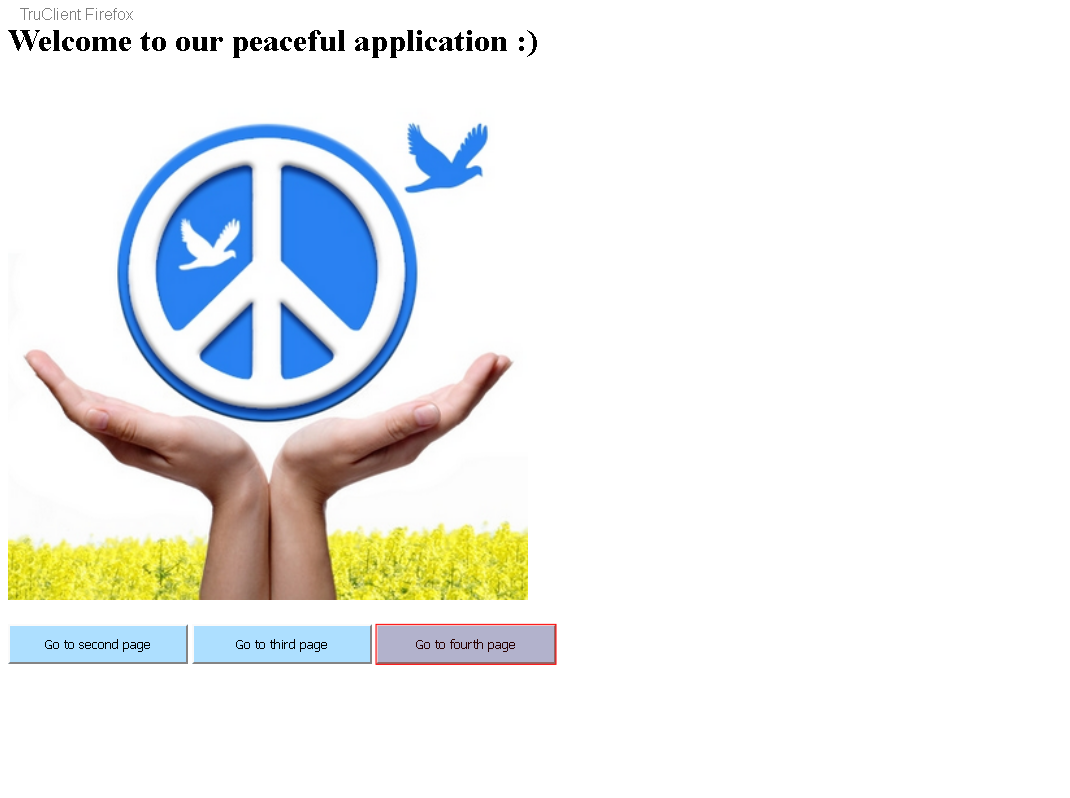 TruClient Firefox
Welcome to our peaceful application :)
Go to second page
Go to third page
Go to fourth page